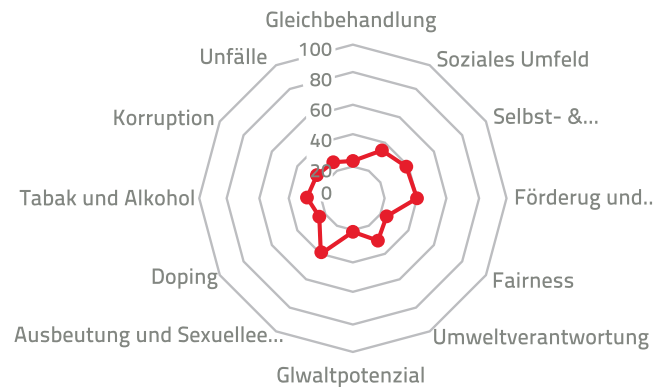 Gleichbehandlung
100
Unfälle
Soziales Umfeld
80
Korruption
60
Selbst- &...
40
20
0
Tabak und Alkohol
Förderug und..
Doping
Fairness
Ausbeutung und Sexuellee...
Umweltverantwortung
Glwaltpotenzial